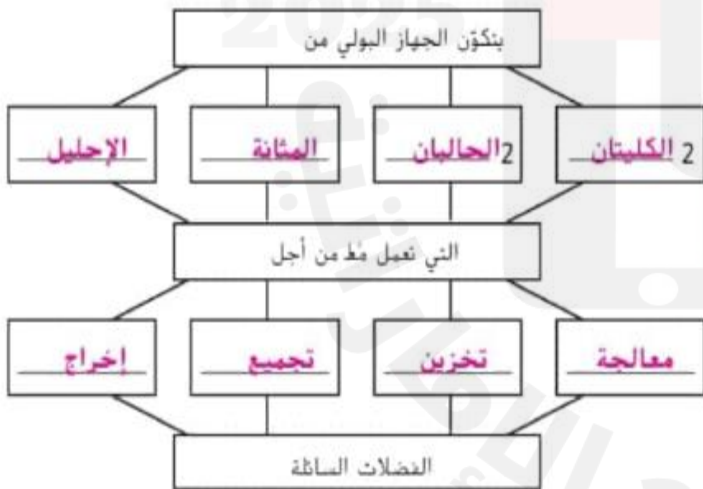 يتكوّن الجهاز البولي من
2 الكليتان
2 الحالبان
المثانة
الإحليل
التي تعمل مُط من أجل
معالجة
تخزين
تجميع
إخراج
الفضلات السائلة